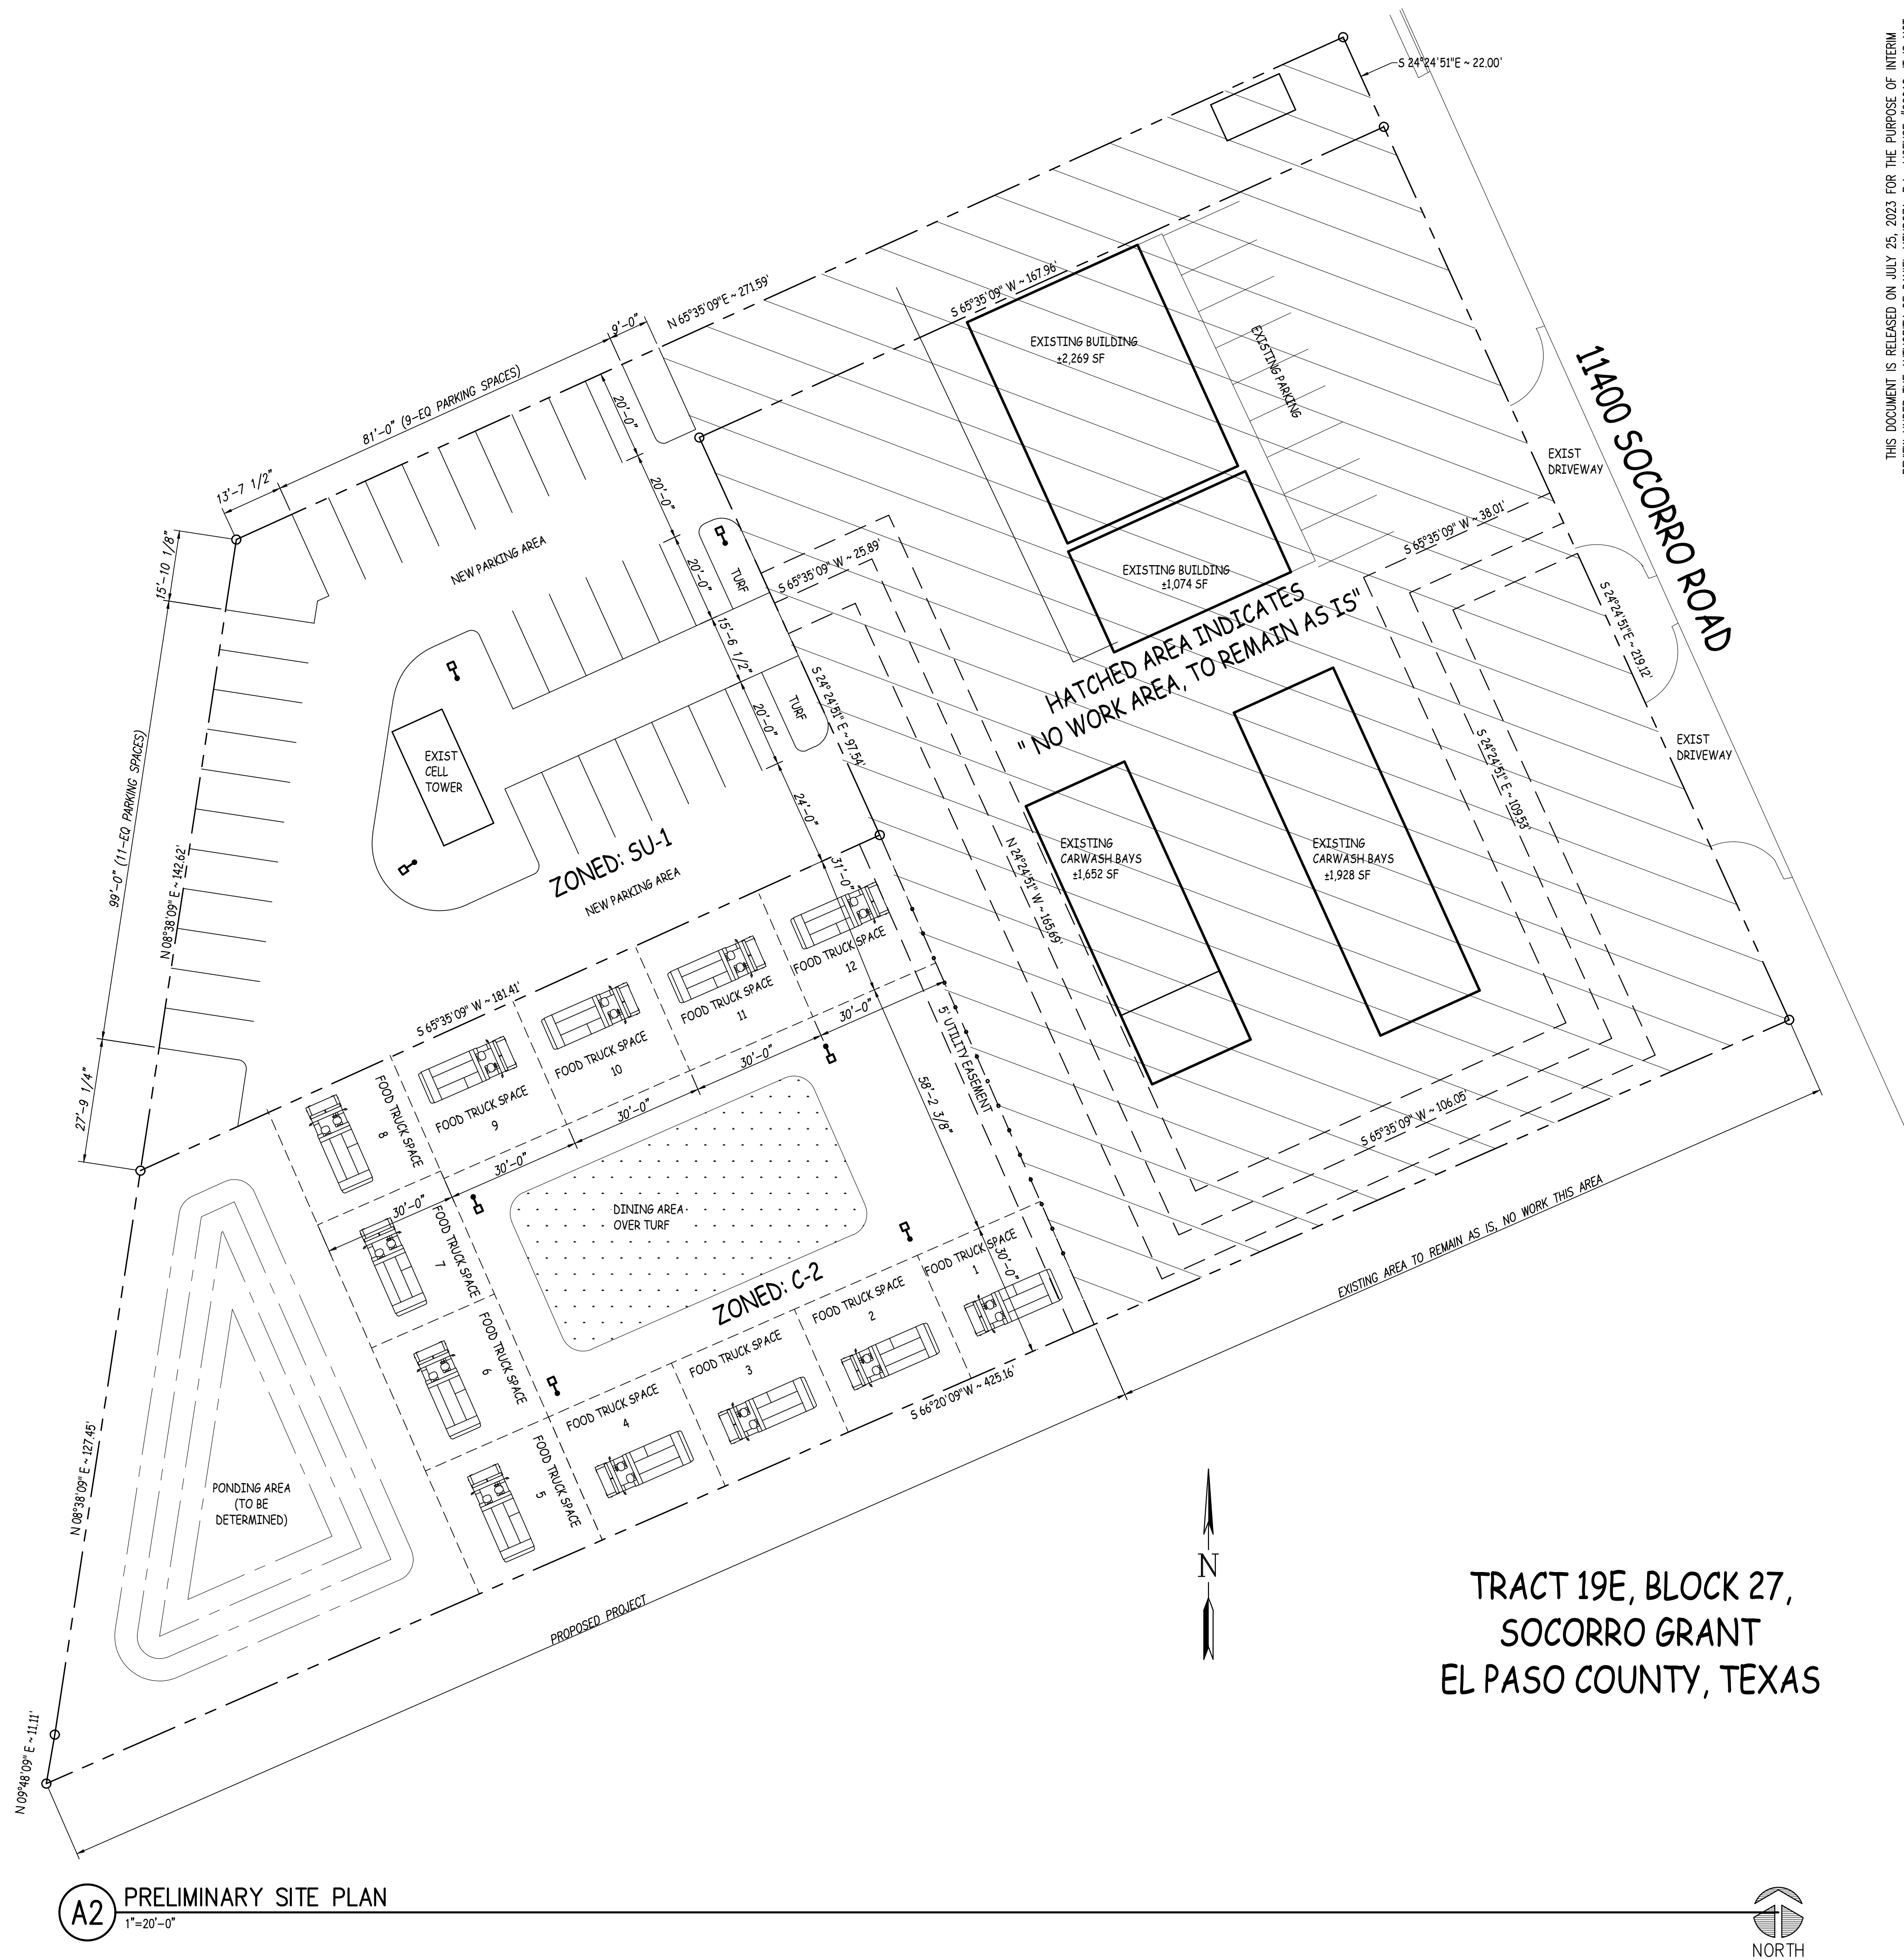 S 24°24'51"E ~ 22.00'
THIS DOCUMENT IS RELEASED ON JULY 25, 2023 FOR THE PURPOSE OF INTERIM
N 65°35'09"E ~ 271.59'
S 65°35'09" W ~ 167.96'
9'-0"
81'-0" (9-EQ PARKING SPACES)
13'-7 1/2"
15'-10 1/8"
20'-0"
20'-0"
20'-0"
15'-6 1/2"
20'-0"
24'-0"
31'-0"
EXISTING BUILDING
±2,269 SF
EXISTING PARKING
11400 SOCORRO ROAD
EXIST
DRIVEWAY
NEW PARKING AREA
TURF
S 65°35'09" W ~ 25.89'
S 65°35'09" W ~ 38.01'
EXISTING BUILDING
±1,074 SF
HATCHED AREA INDICATES
" NO WORK AREA, TO REMAIN AS IS"
S 24°24'51"E ~ 219.12'
TURF
S 24°24'51" E ~ 97.54'
EXIST
CELL
TOWER
99'-0" (11-EQ PARKING SPACES)
N 08°38'09" E ~ 142.62'
ZONED: SU-1
NEW PARKING AREA
EXIST
DRIVEWAY
S 24°24'51" E ~ 109.53'
EXISTING
CARWASH BAYS
±1,652 SF
EXISTING
CARWASH BAYS
±1,928 SF
N 24°24'51" W ~ 165.69'
FOOD TRUCK SPACE
12
FOOD TRUCK SPACE
11
S 65°35'09" W ~ 181.41'
FOOD TRUCK SPACE
10
FOOD TRUCK SPACE
9
FOOD TRUCK SPACE
8
27'-9 1/4"
30'-0"
30'-0"
30'-0"
30'-0"
30'-0"
5' UTILITY EASEMENT
58'-2 3/8"
S 65°35'09" W ~ 106.05'
EXISTING AREA TO REMAIN AS IS, NO WORK THIS AREA
DINING AREA
OVER TURF
FOOD TRUCK SPACE
7
FOOD TRUCK SPACE
1
30'-0"
ZONED: C-2
FOOD TRUCK SPACE
2
FOOD TRUCK SPACE
3
FOOD TRUCK SPACE
6
FOOD TRUCK SPACE
4
FOOD TRUCK SPACE
5
S 66°20'09"W ~ 425.16'
N 08°38'09" E ~ 127.45'
PONDING AREA
(TO BE
DETERMINED)
PROPOSED PROJECT
N 09°48'09" E ~ 11.11'
N
TRACT 19E, BLOCK 27,
SOCORRO GRANT
EL PASO COUNTY, TEXAS
A2
PRELIMINARY SITE PLAN
1"=20'-0"
NORTH